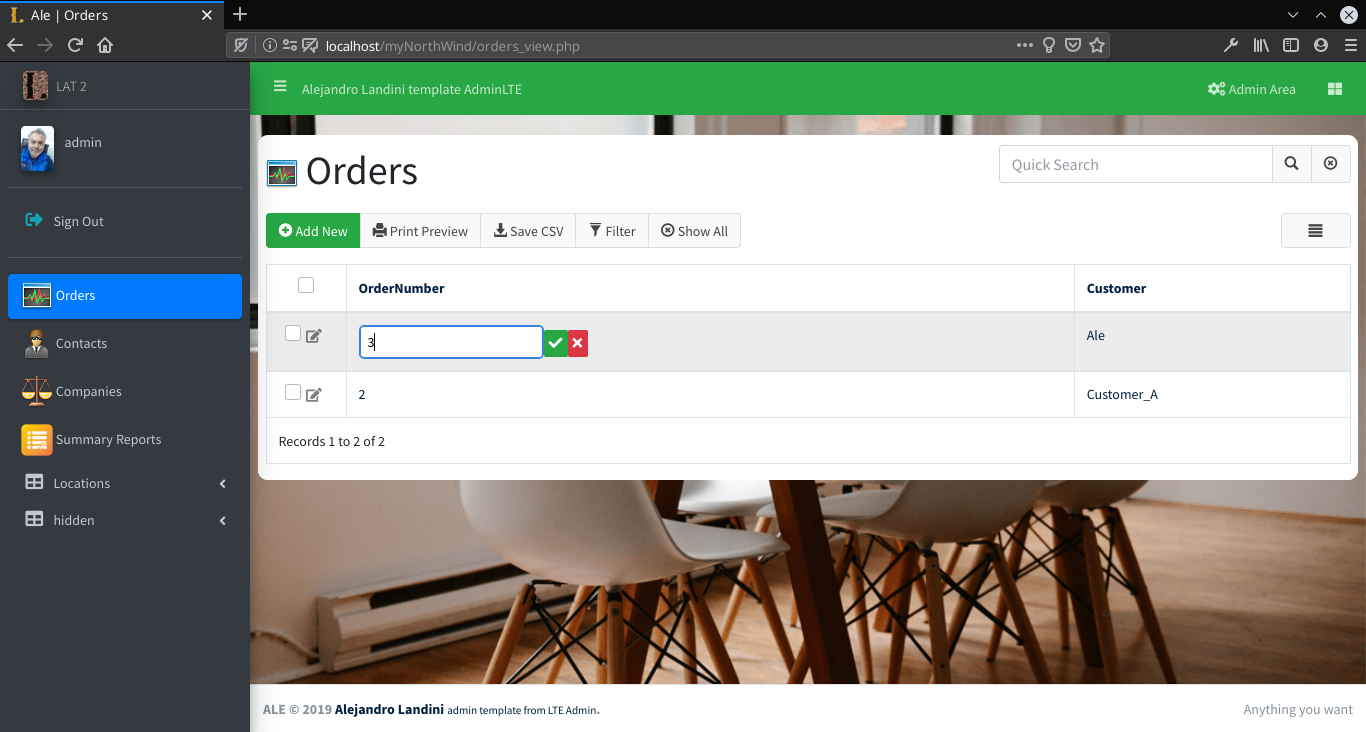 Ale | Orders
localhost/myNorthWind/orders_view.php
LAT 2
Alejandro Landini template AdminLTE
Admin Area
admin
Sign Out
Orders
Contacts
Companies
Summary Reports
Locations
hidden
Orders
Quick Search
Add New
Print Preview
Save CSV
Filter
Show All
OrderNumber Customer
3 Ale
2 Customer_A
Records 1 to 2 of 2
ALE © 2019 Alejandro Landini admin template from LTE Admin.
Anything you want